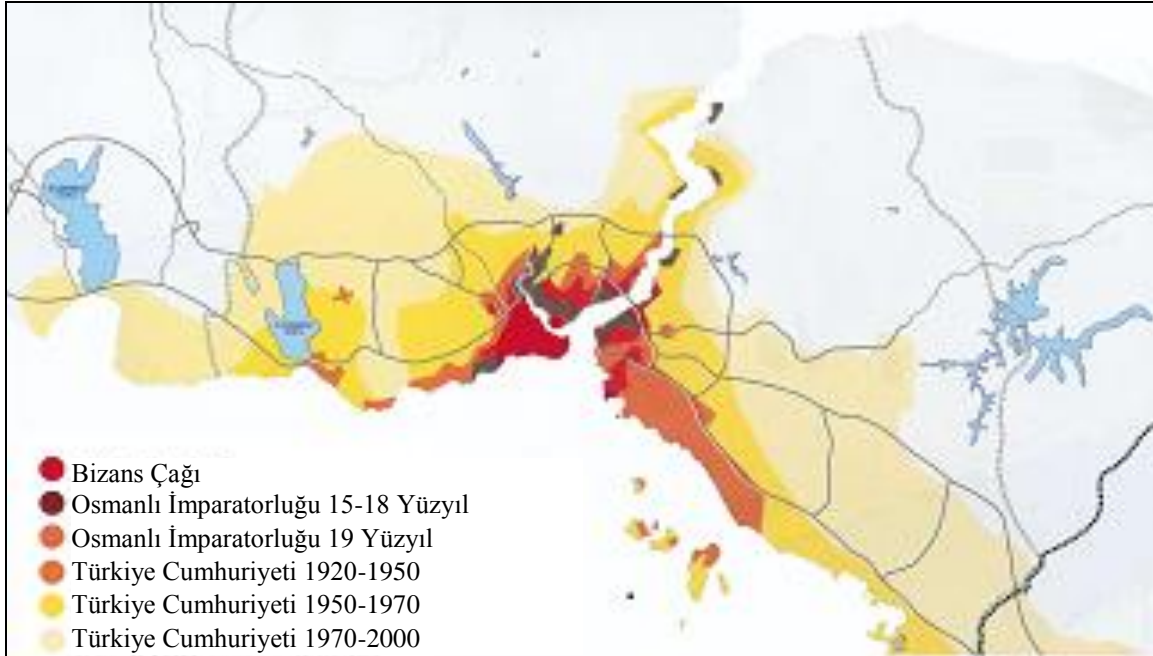 Bizans Çağı
Osmanlı İmparatorluğu 15-18 Yüzyıl
Osmanlı İmparatorluğu 19 Yüzyıl
Türkiye Cumhuriyeti 1920-1950
Türkiye Cumhuriyeti 1950-1970
Türkiye Cumhuriyeti 1970-2000